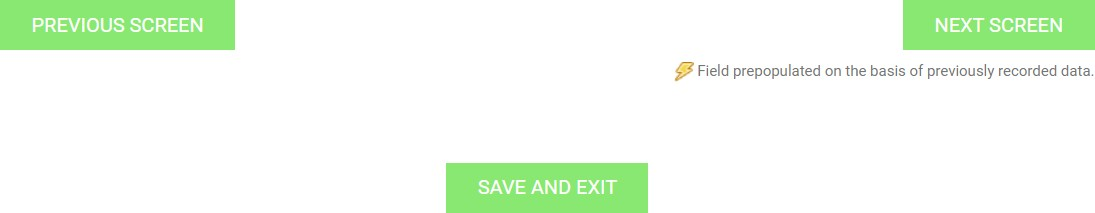 PREVIOUS SCREEN
NEXT SCREEN
⚡ Field prepopulated on the basis of previously recorded data.
SAVE AND EXIT